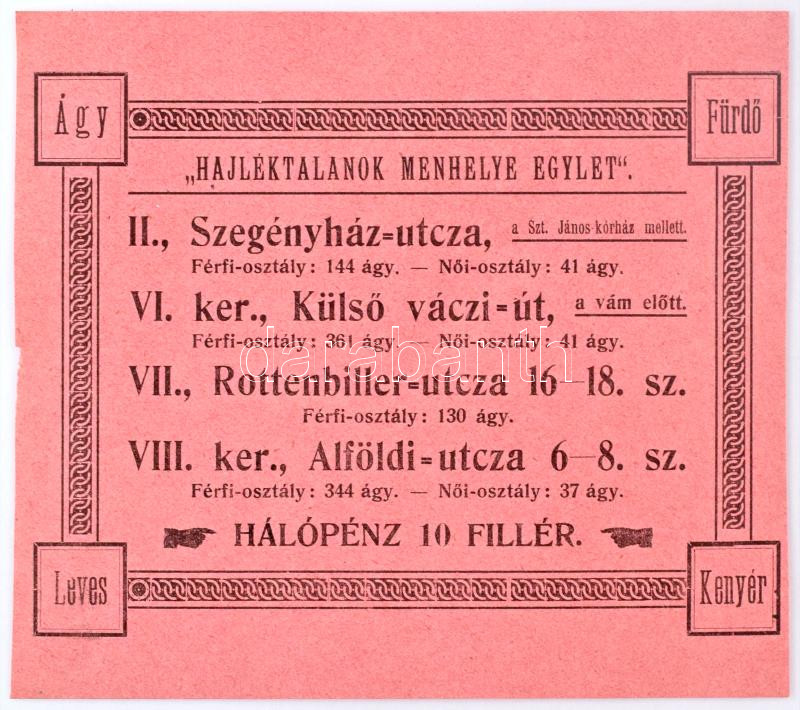 Ágy
Fürdő
„HAJLÉKTALANOK MENHELYE EGYLET“.
II., Szegényház=utcza, a Szt. János-kórház mellett.
Férfi-osztály: 144 ágy. — Női-osztály: 41 ágy.
VI. ker., Külső váczi=út, a vám előtt.
Férfi-osztály: 361 ágy. — Női-osztály: 41 ágy.
darabanth
VII., Rottenbiller=utcza 16—18. sz.
Férfi-osztály: 130 ágy.
VIII. ker., Alföldi=utcza 6—8. sz.
Férfi-osztály: 344 ágy. — Női-osztály: 37 ágy.
HÁLÓPÉNZ 10 FILLÉR.
Leves
Kenyér